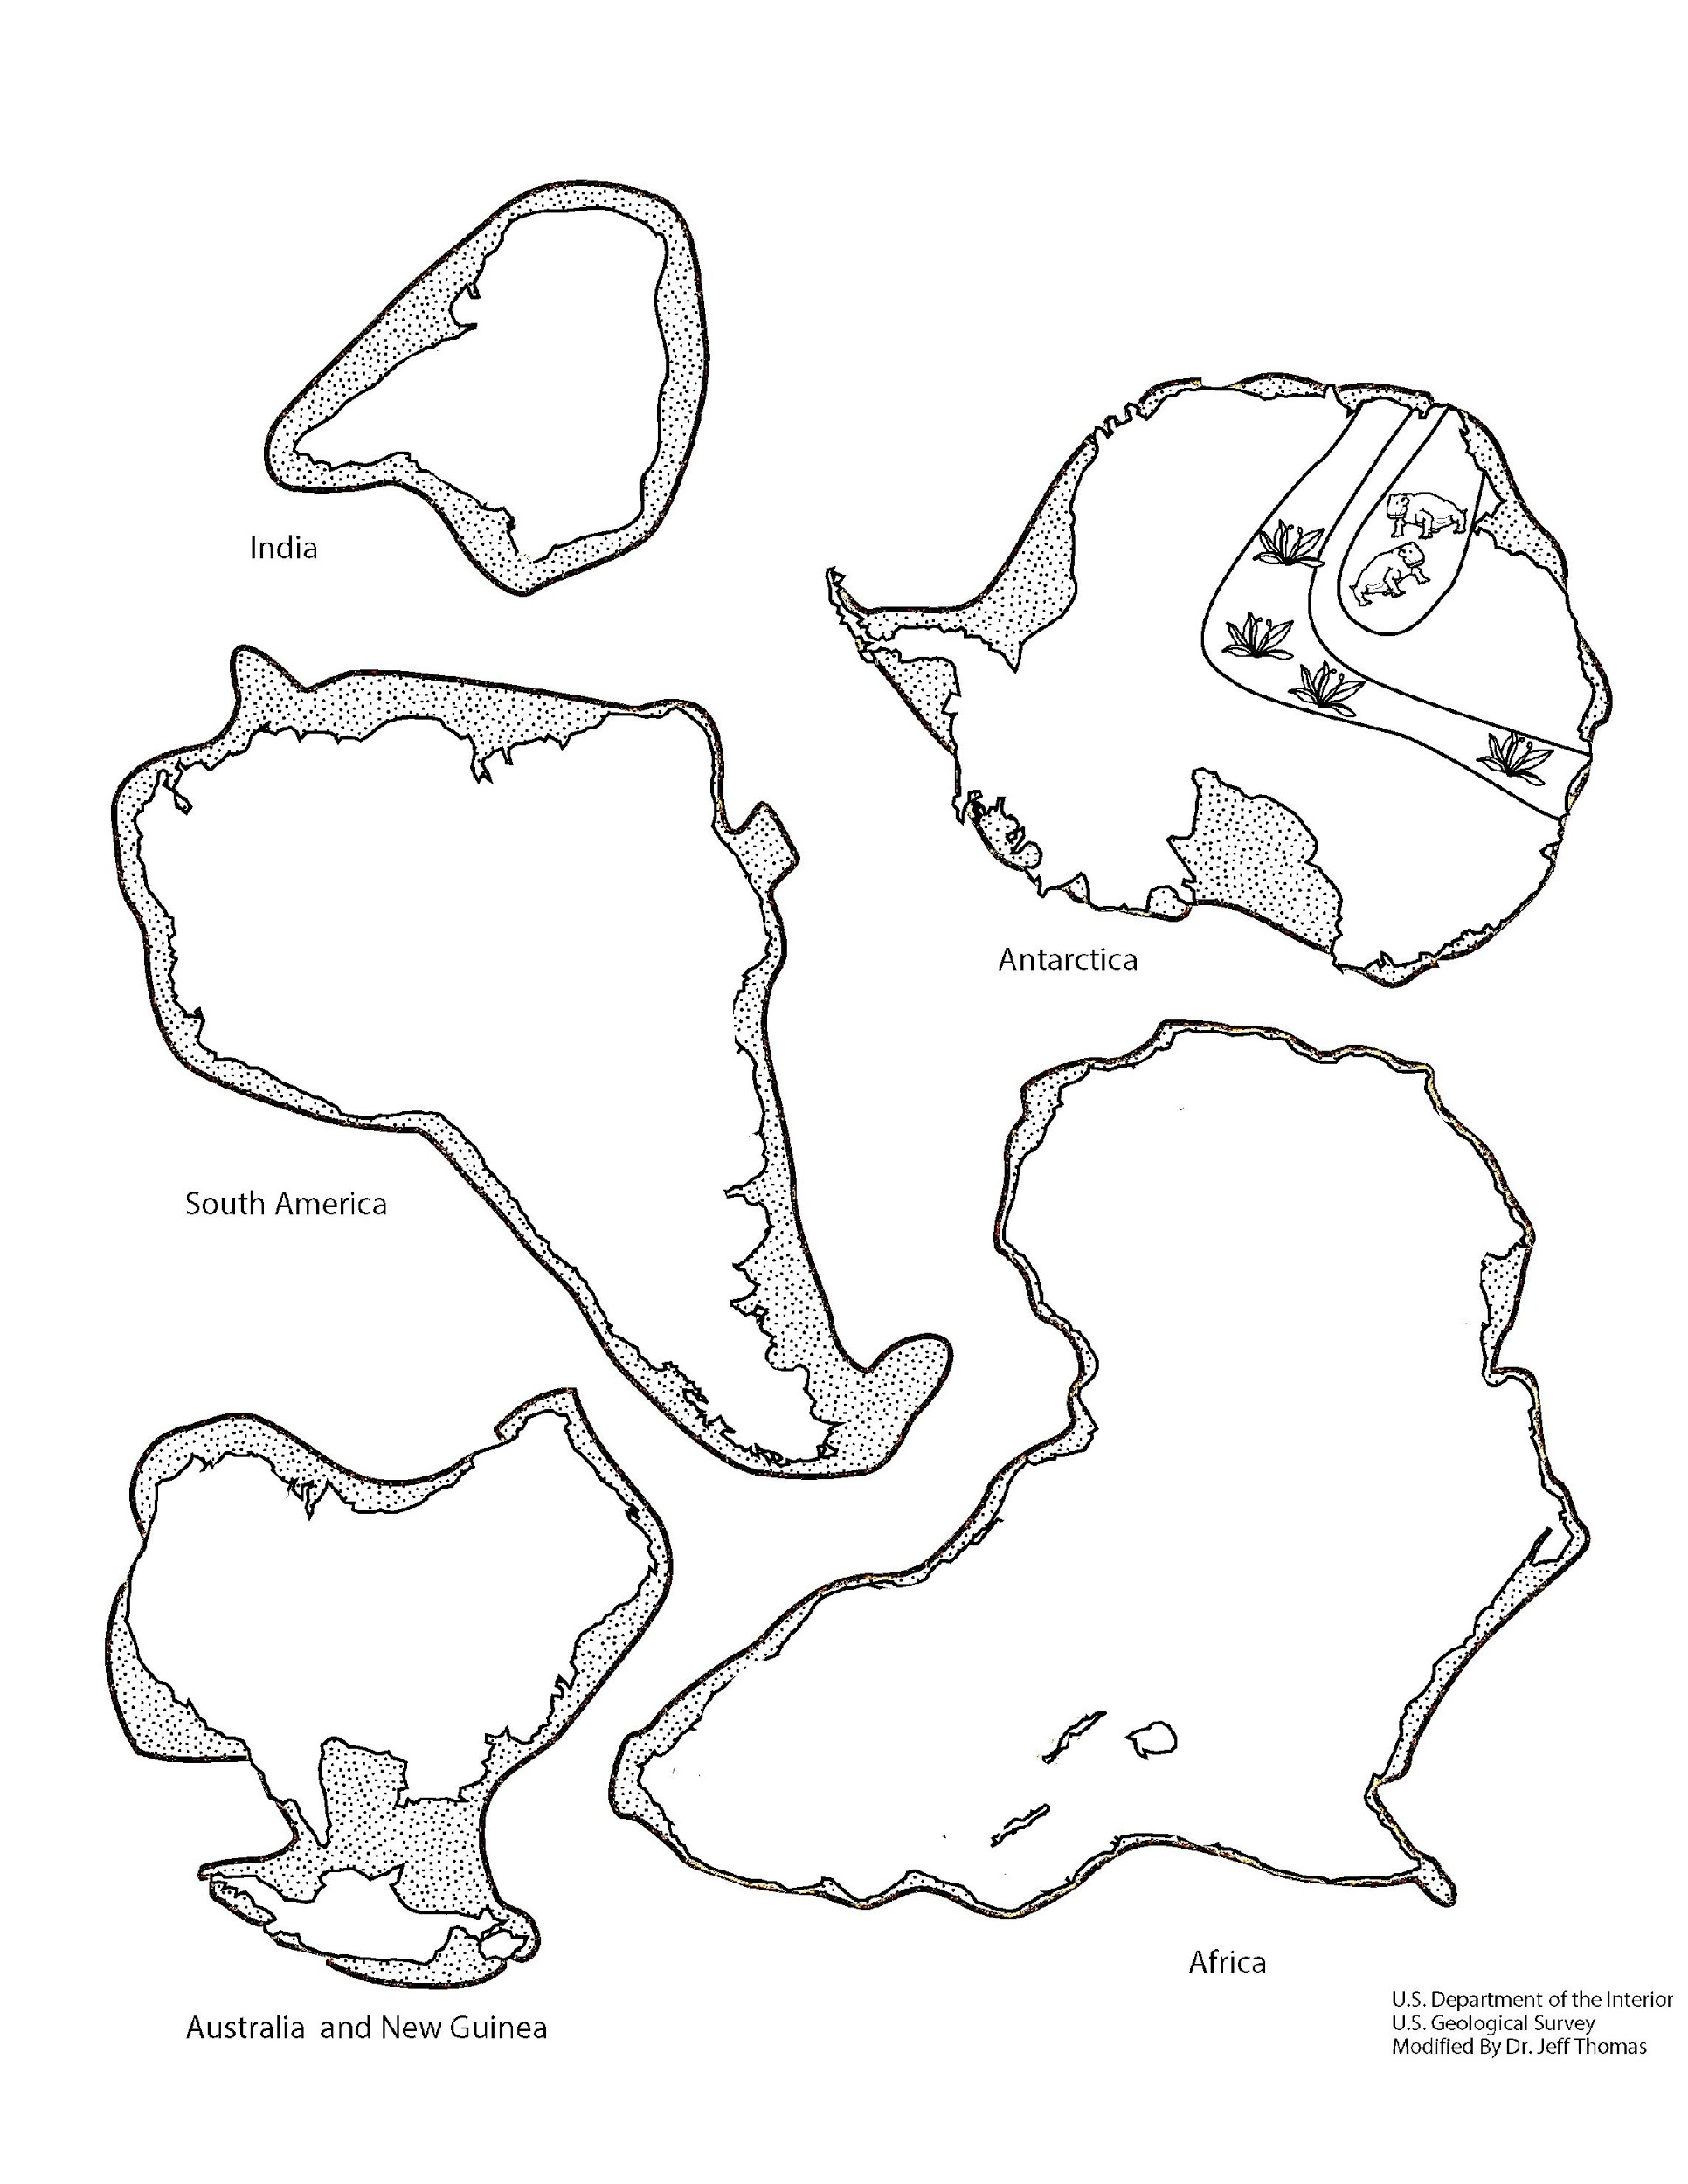 India
Antarctica
South America
Africa
Australia and New Guinea
U.S. Department of the Interior
U.S. Geological Survey
Modified By Dr. Jeff Thomas